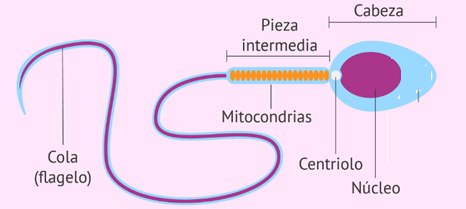 Cabeza
Pieza
intermedia
Mitocondrias
Cola
(flagelo)
Centriolo
Núcleo